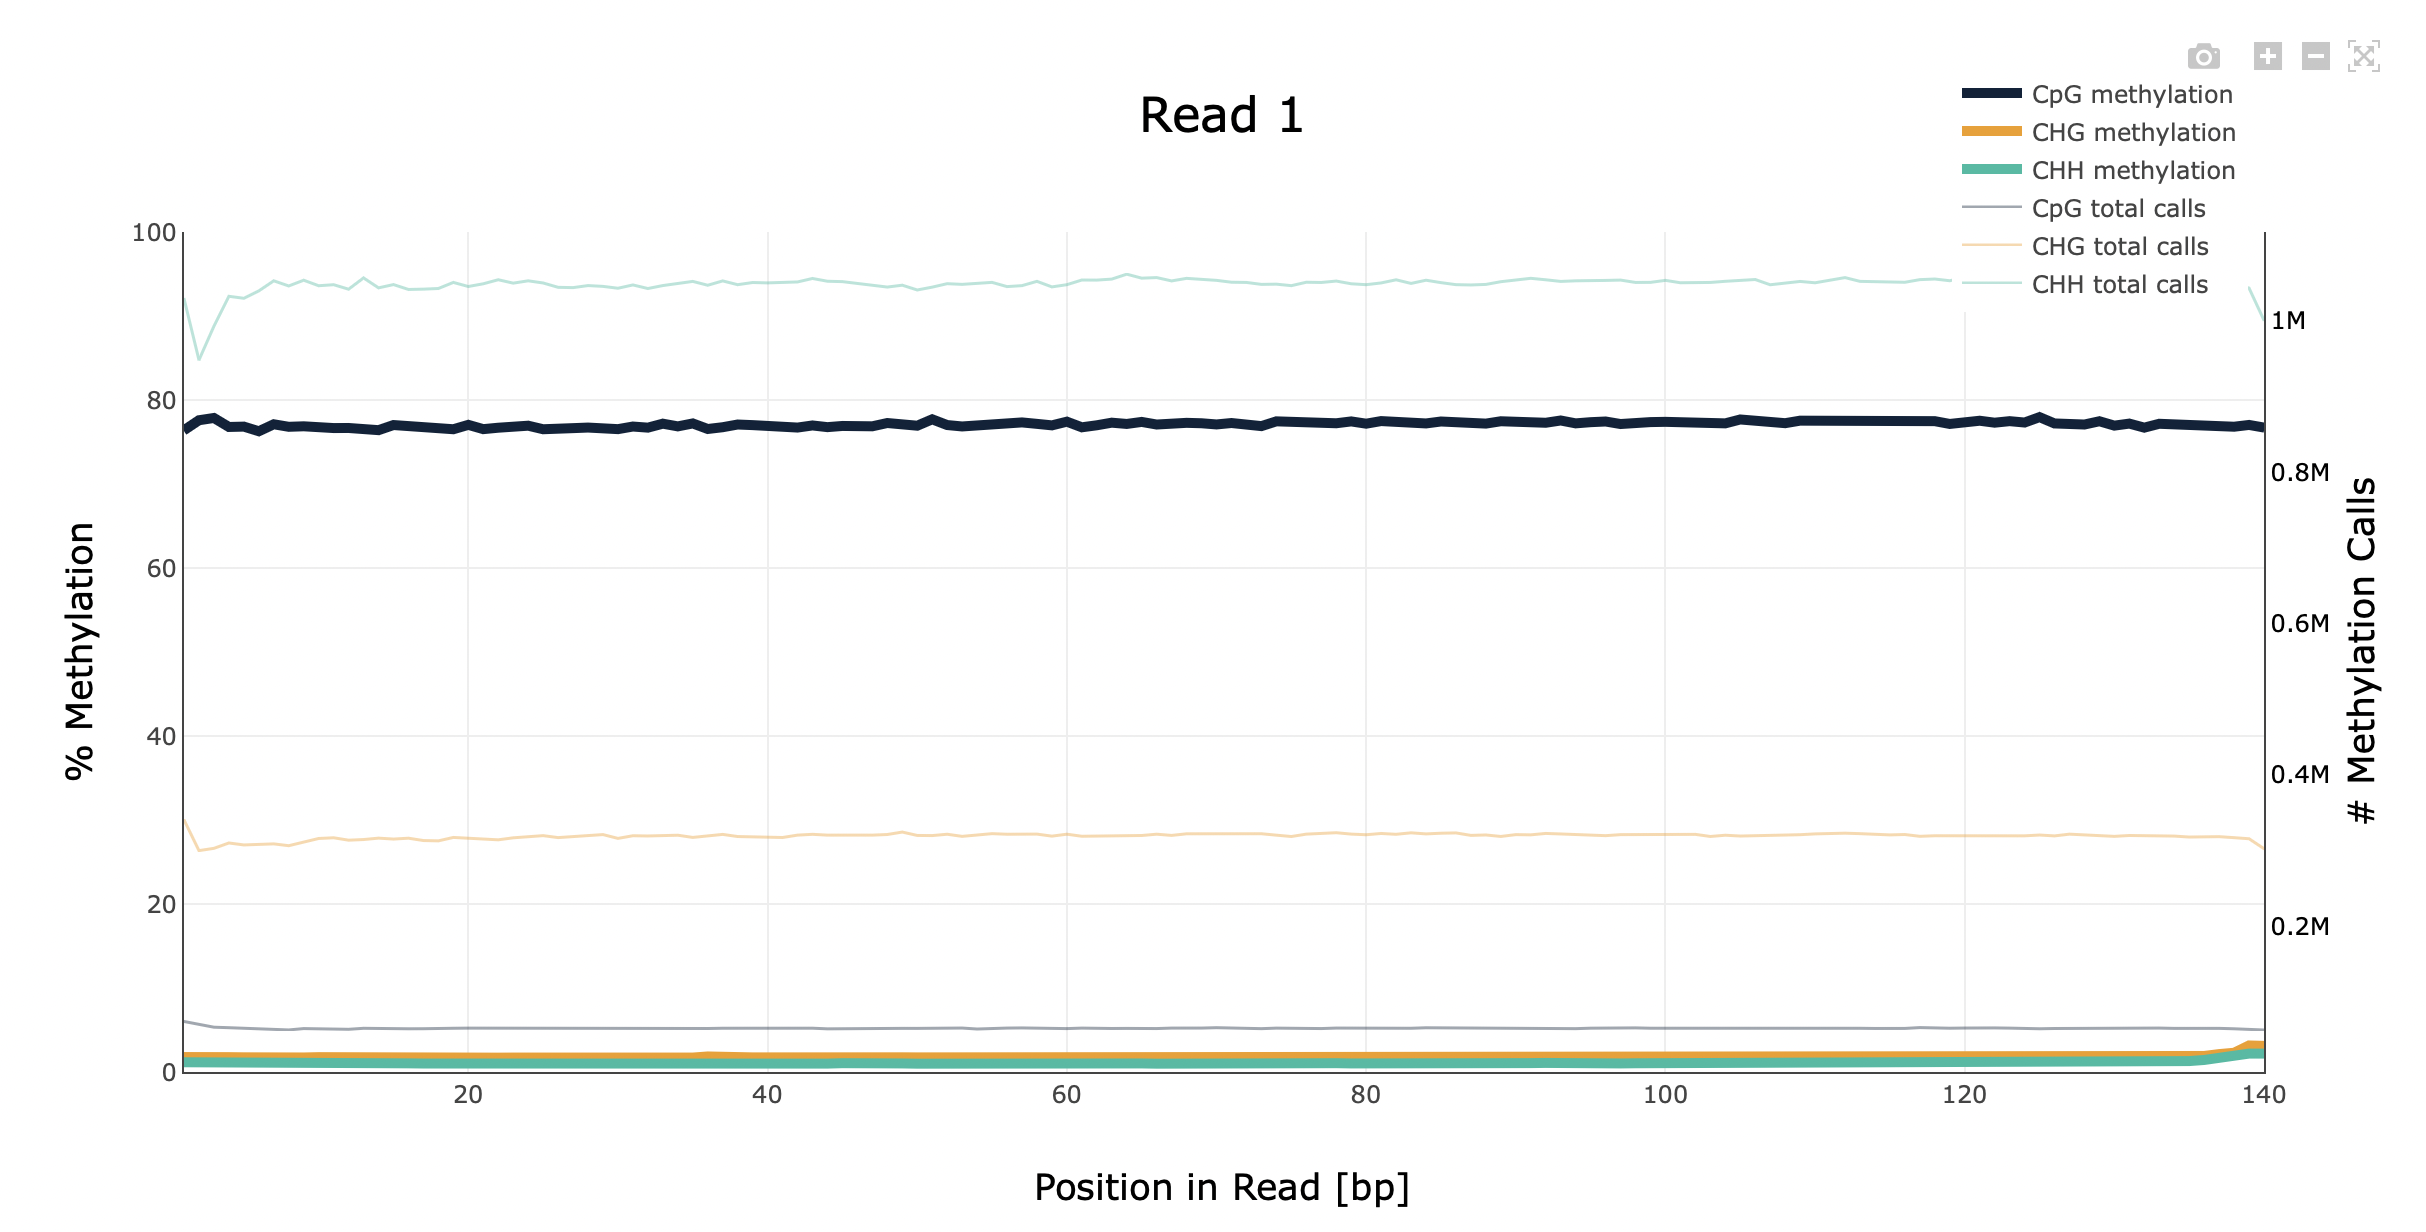 Read 1
CpG methylation
CHG methylation
CHH methylation
CpG total calls
CHG total calls
CHH total calls
100
80
60
40
20
0
% Methylation
1M
0.8M
0.6M
0.4M
0.2M
# Methylation Calls
20 40 60 80 100 120 140
Position in Read [bp]